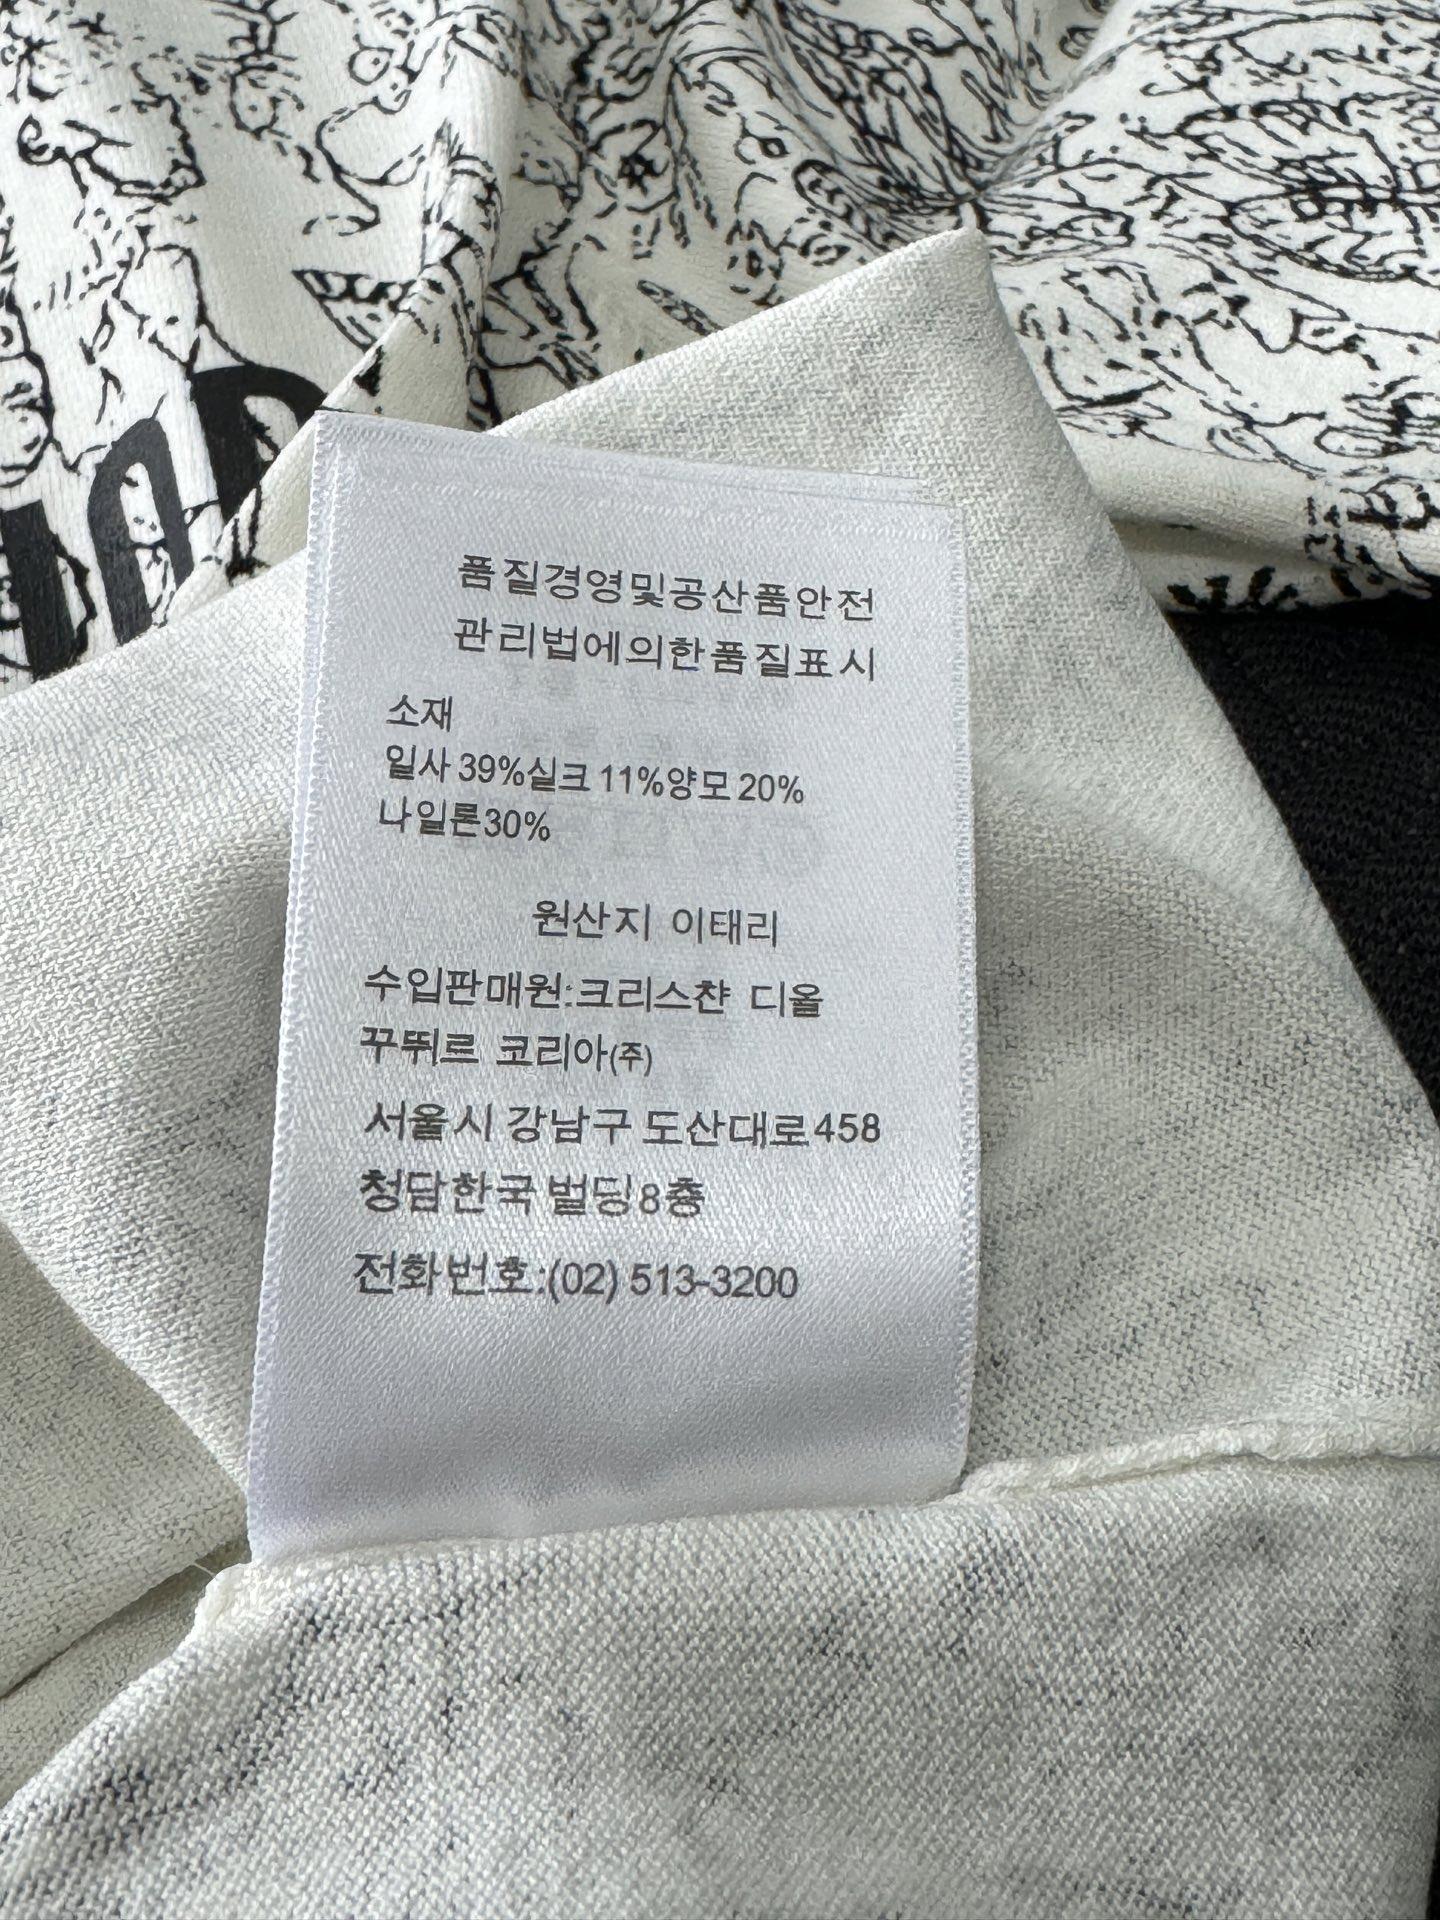 품질경영및공산품안전
관리법에의한품질표시
소재
일사 39%실크 11%양모 20%
나일론30%
원산지 이태리
수입판매원:크리스챤 디올
꾸뛰르 코리아(주)
서울시 강남구 도산대로458
청담한국 벌딩8층
전화번호:(02) 513-3200